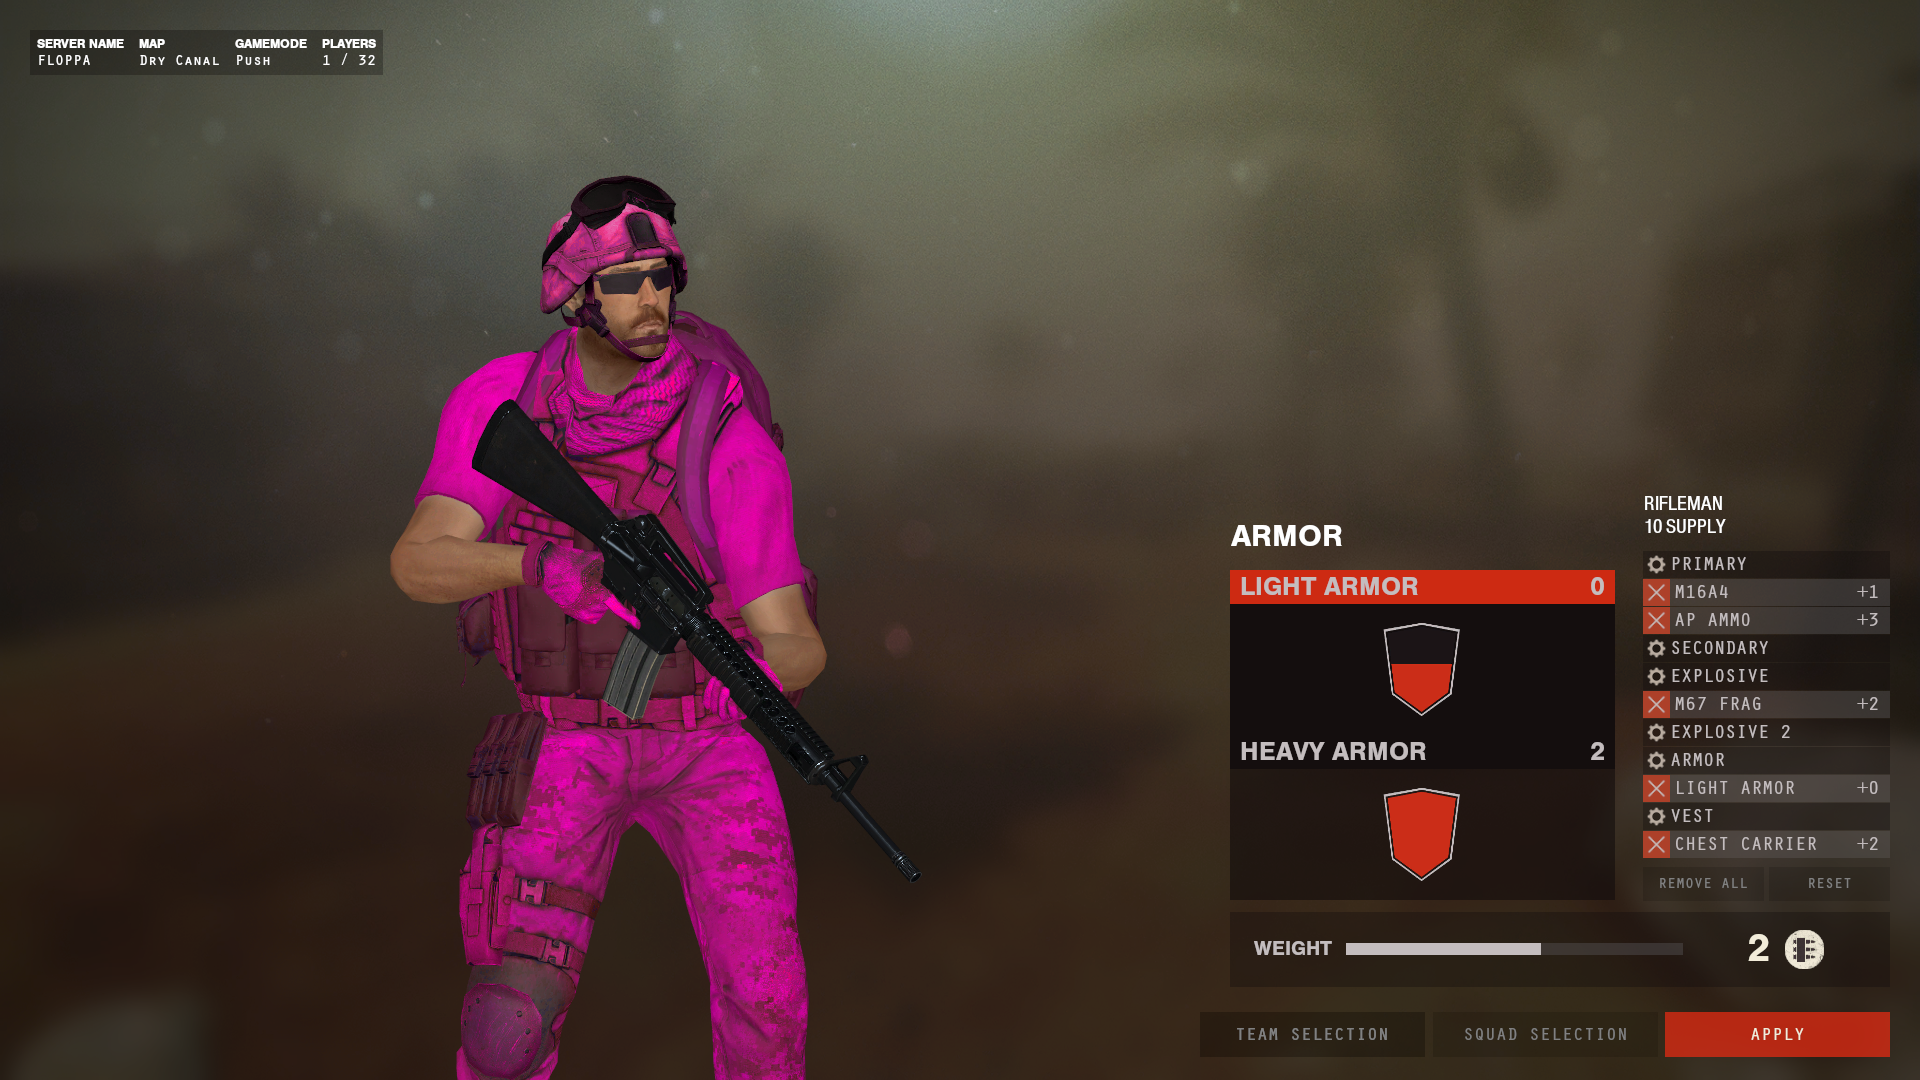 SERVER NAME MAP GAMEMODE PLAYERS
FLOPPA DRY CANAL PUSH 1 / 32
RIFLEMAN
10 SUPPLY
ARMOR
LIGHT ARMOR 0
HEAVY ARMOR 2
PRIMARY
M16A4 +1
AP AMMO +3
SECONDARY
EXPLOSIVE
M67 FRAG +2
EXPLOSIVE 2
ARMOR
LIGHT ARMOR +0
VEST
CHEST CARRIER +2
REMOVE ALL RESET
WEIGHT 2
TEAM SELECTION SQUAD SELECTION APPLY